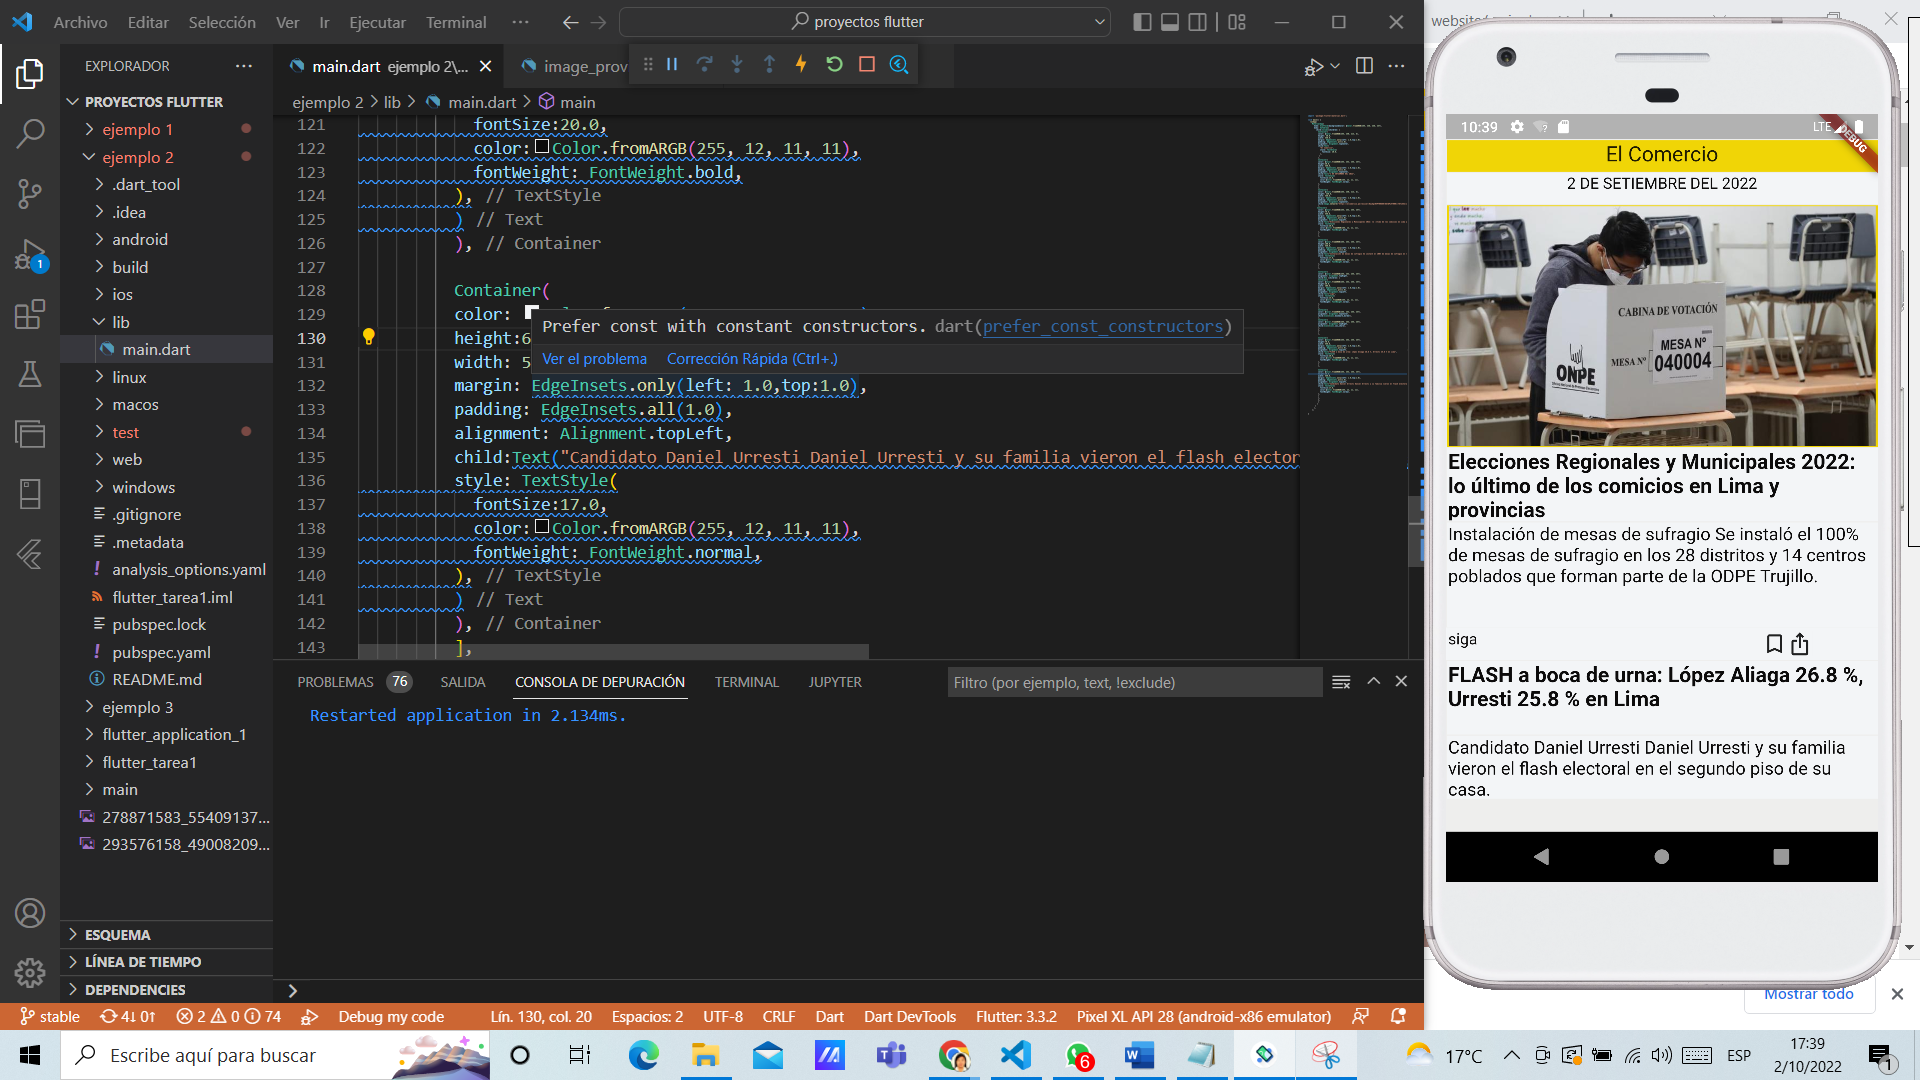 Archivo Editar Selección Ver Ir Ejecutar Terminal ··· proyectos flutter
EXPLORADOR ···
PROYECTOS FLUTTER
ejemplo 1
ejemplo 2
.dart_tool
.idea
android
build
ios
lib
main.dart
linux
macos
test
web
windows
.gitignore
.metadata
analysis_options.yaml
flutter_tarea1.iml
pubspec.lock
pubspec.yaml
README.md
ejemplo 3
flutter_application_1
flutter_tarea1
main
278871583_55409137...
293576158_49008209...
ESQUEMA
LÍNEA DE TIEMPO
DEPENDENCIES
1
main.dart ejemplo 2\... image_prov
ejemplo 2 > lib > main.dart > main
121 fontSize:20.0,
122 color: Color.fromARGB(255, 12, 11, 11),
123 fontWeight: FontWeight.bold,
124 ), // TextStyle
125 ) // Text
126 ), // Container
127
128 Container(
129 color:
130 height:6
131 width: 5
132 margin: EdgeInsets.only(left: 1.0,top:1.0),
133 padding: EdgeInsets.all(1.0),
134 alignment: Alignment.topLeft,
135 child:Text("Candidato Daniel Urresti Daniel Urresti y su familia vieron el flash elector
136 style: TextStyle(
137 fontSize:17.0,
138 color: Color.fromARGB(255, 12, 11, 11),
139 fontWeight: FontWeight.normal,
140 ), // TextStyle
141 ) // Text
142 ), // Container
143 ],
Prefer const with constant constructors. dart(prefer_const_constructors)
Ver el problema Corrección Rápida (Ctrl+.)
PROBLEMAS 76 SALIDA CONSOLA DE DEPURACIÓN TERMINAL JUPYTER Filtro (por ejemplo, text, !exclude)
Restarted application in 2.134ms.
stable 4↓ 0↑ 2 0 74 Debug my code Lín. 130, col. 20 Espacios: 2 UTF-8 CRLF Dart Dart DevTools Flutter: 3.3.2 Pixel XL API 28 (android-x86 emulator)
10:39 LTE
DEBUG
El Comercio
2 DE SETIEMBRE DEL 2022
CABINA DE VOTACIÓN
MESA Nº MESA Nº
040004
ONPE
Elecciones Regionales y Municipales 2022:
lo último de los comicios en Lima y
provincias
Instalación de mesas de sufragio Se instaló el 100%
de mesas de sufragio en los 28 distritos y 14 centros
poblados que forman parte de la ODPE Trujillo.
siga
FLASH a boca de urna: López Aliaga 26.8 %,
Urresti 25.8 % en Lima
Candidato Daniel Urresti Daniel Urresti y su familia
vieron el flash electoral en el segundo piso de su
casa.
Mostrar todo
Escribe aquí para buscar
6
17°C ESP
17:39
2/10/2022
1